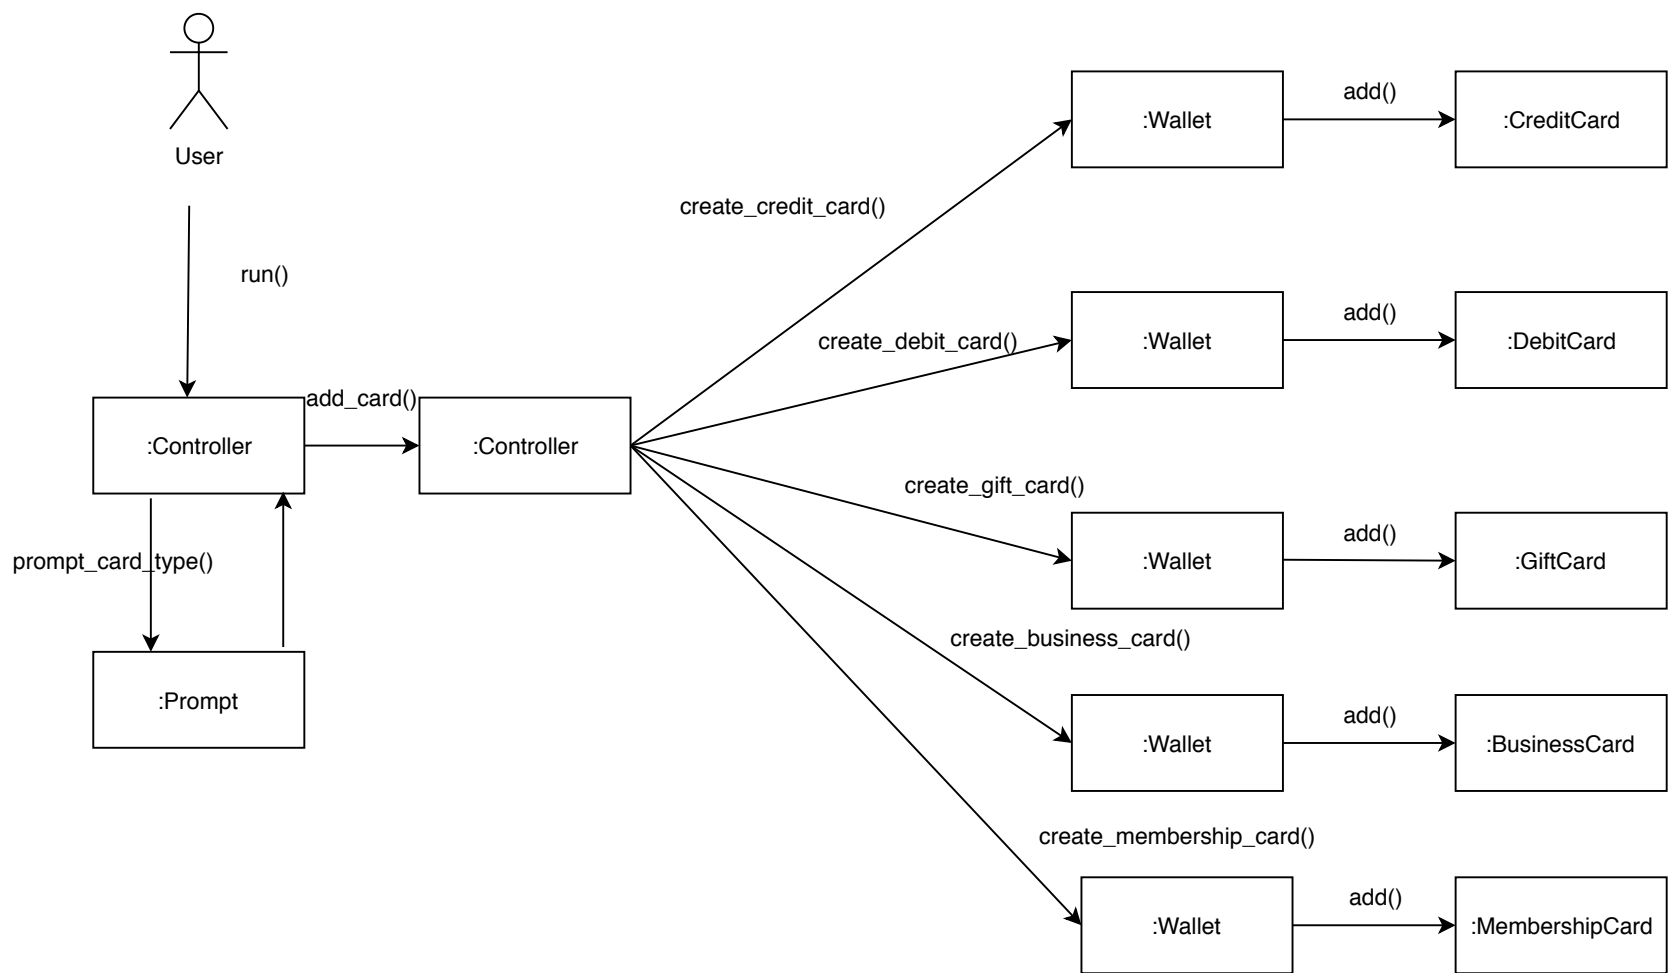 User
run()
:Controller
add_card()
:Controller
prompt_card_type()
:Prompt
create_credit_card()
:Wallet
add()
:CreditCard
create_debit_card()
:Wallet
add()
:DebitCard
create_gift_card()
:Wallet
add()
:GiftCard
create_business_card()
:Wallet
add()
:BusinessCard
create_membership_card()
:Wallet
add()
:MembershipCard